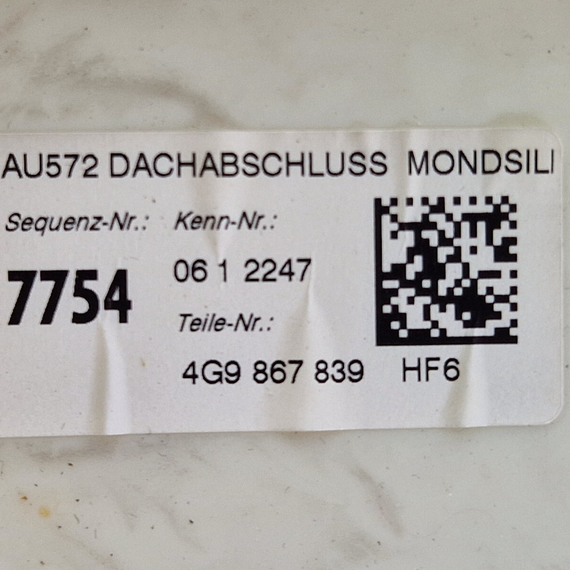 AU572 DACHABSCHLUSS MONDSILI
Sequenz-Nr.: Kenn-Nr.:
7754 06 1 2247
Teile-Nr.:
4G9 867 839 HF6